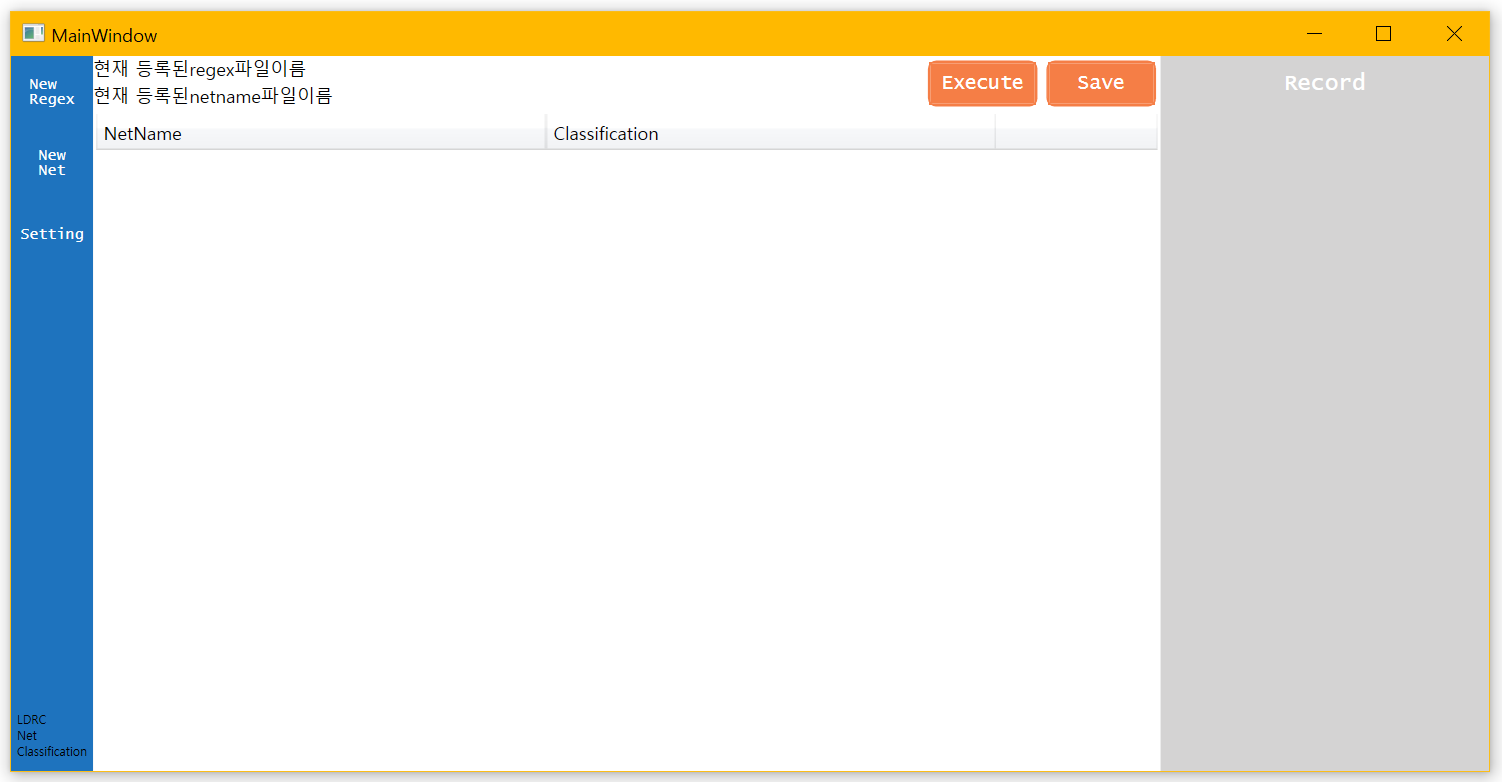 MainWindow
New
Regex
New
Net
Setting
LDRC
Net
Classification
현재 등록된regex파일이름
현재 등록된netname파일이름
Execute
Save
NetName
Classification
Record